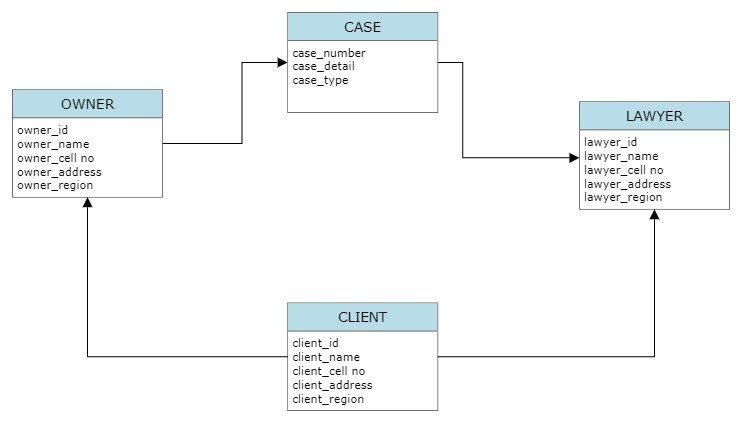 CASE
case_number
case_detail
case_type
OWNER
owner_id
owner_name
owner_cell no
owner_address
owner_region
LAWYER
lawyer_id
lawyer_name
lawyer_cell no
lawyer_address
lawyer_region
CLIENT
client_id
client_name
client_cell no
client_address
client_region